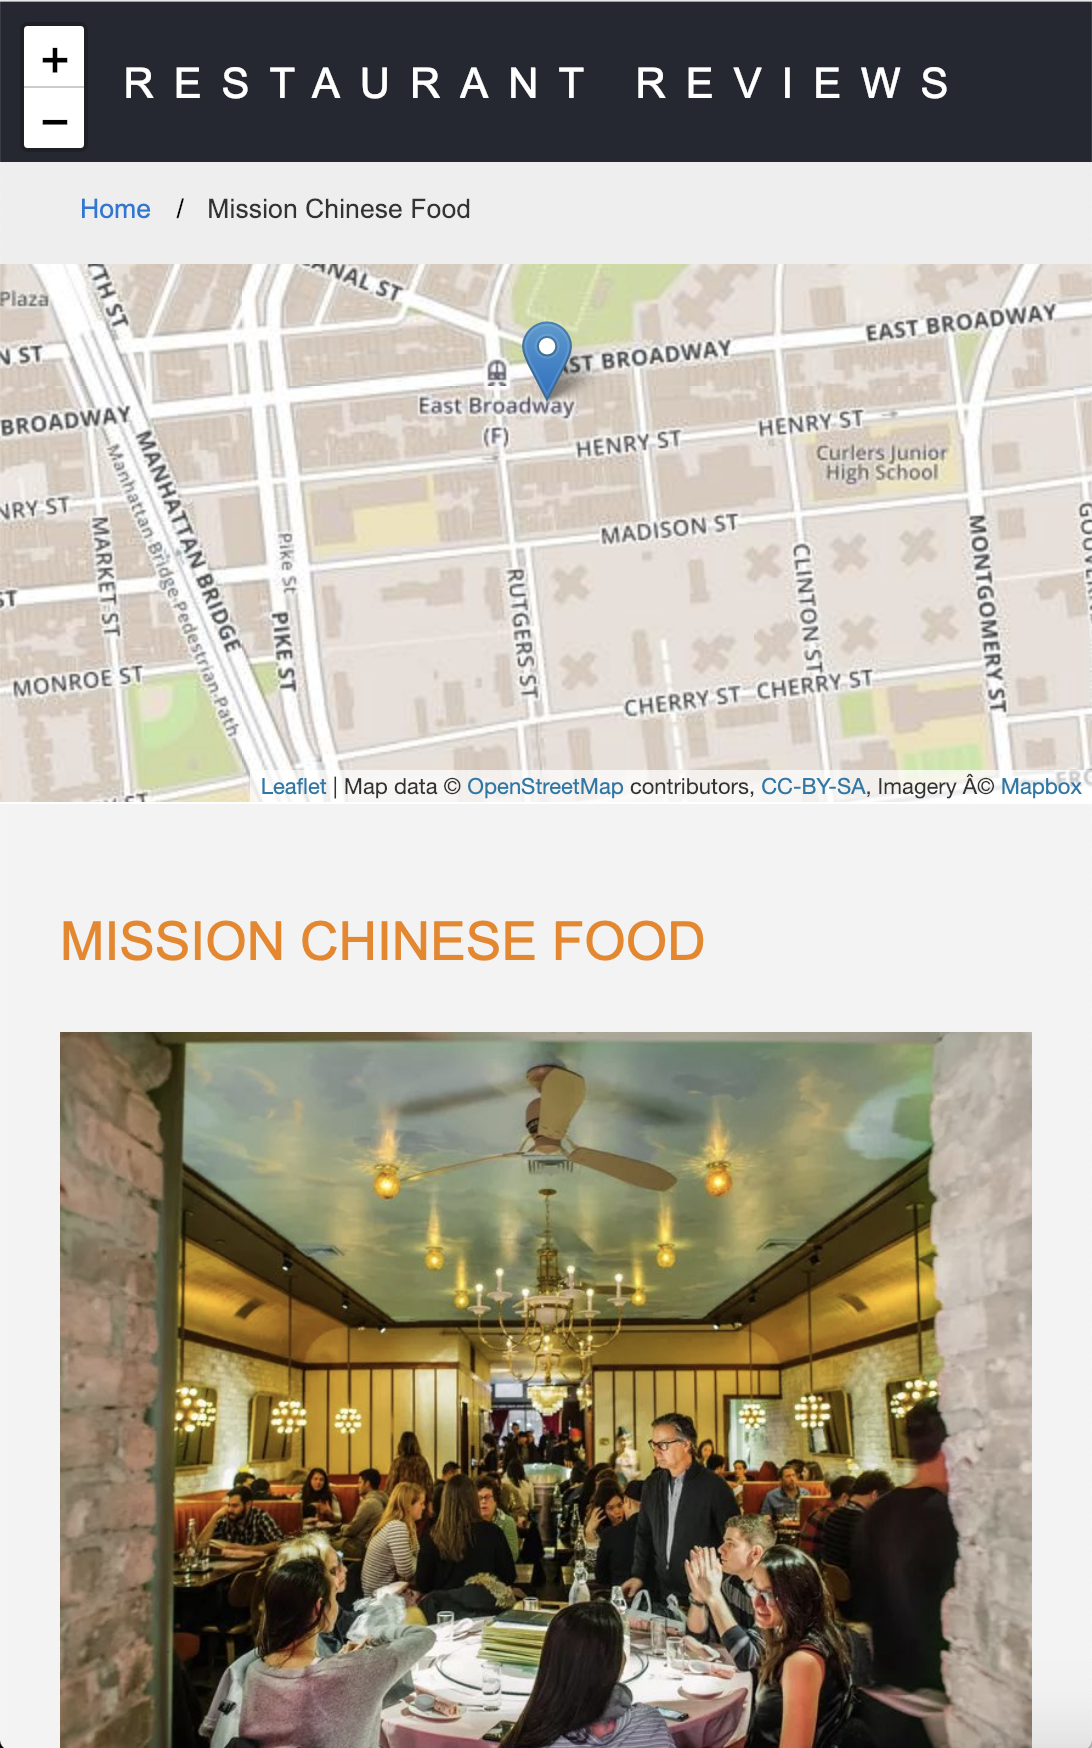 +
RESTAURANT REVIEWS
−
Home / Mission Chinese Food
CANAL ST
Plaza
TH ST
EAST BROADWAY
N ST
AST BROADWAY
East Broadway
(F)
BROADWAY
HENRY ST
HENRY ST
Curlers Junior
High School
MANHATTAN BRIDGE
Manhattan Bridge Pedestrian Path
NRY ST
MARKET ST
Pike St
MADISON ST
CLINTON ST
MONTGOMERY ST
ST
RUTGERS ST
PIKE ST
MONROE ST
CHERRY ST
CHERRY ST
Leaflet | Map data © OpenStreetMap contributors, CC-BY-SA, Imagery Â© Mapbox
MISSION CHINESE FOOD